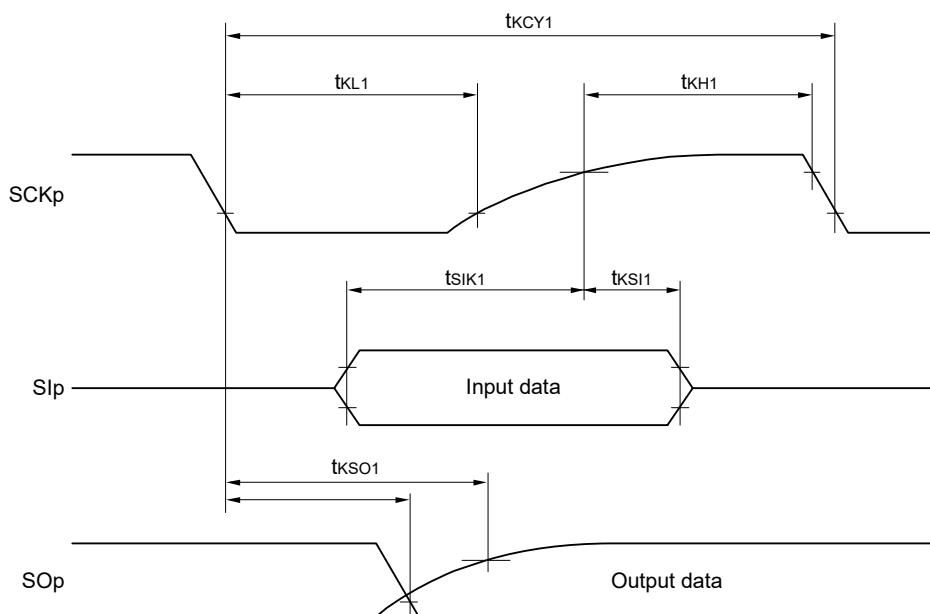 tKCY1
tKL1
tKH1
SCKp
tSIK1
tKSI1
SIp
Input data
tKSO1
SOp
Output data